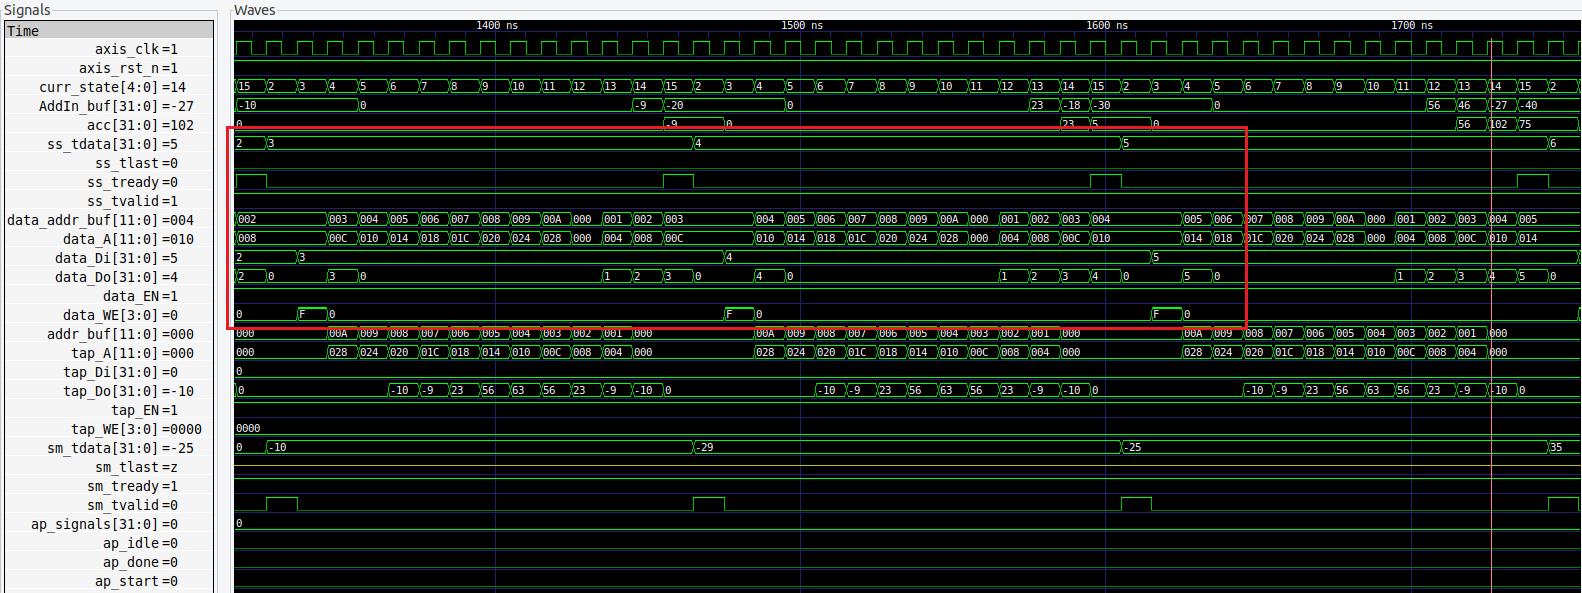 Signals Waves
Time 1400 ns 1500 ns 1600 ns 1700 ns
axis_clk=1
axis_rst_n=1
curr_state[4:0]=14 15 2 3 4 5 6 7 8 9 10 11 12 13 14 15 2 3 4 5 6 7 8 9 10 11 12 13 14 15 2 3 4 5 6 7 8 9 10 11 12 13 14 15 2
AddIn_buf[31:0]=-27 -10 0 -9 -20 0 23 -18 -30 0 56 46 -27 -40
acc[31:0]=102 0 -9 0 23 5 0 56 102 75
ss_tdata[31:0]=5 2 3 4 5 6
ss_tlast=0
ss_tready=0
ss_tvalid=1
data_addr_buf[11:0]=004 002 003 004 005 006 007 008 009 00A 000 001 002 003 004 005 006 007 008 009 00A 000 001 002 003 004 005 006 007 008 009 00A 000 001 002 003 004 005
data_A[11:0]=010 008 00C 010 014 018 01C 020 024 028 000 004 008 00C 010 014 018 01C 020 024 028 000 004 008 00C 010 014 018 01C 020 024 028 000 004 008 00C 010 014
data_Di[31:0]=5 2 3 4 5
data_Do[31:0]=4 2 0 3 0 1 2 3 0 4 0 1 2 3 4 0 5 0 1 2 3 4 5 0
data_EN=1
data_WE[3:0]=0 0 F 0 F 0 F 0
addr_buf[11:0]=000 000 00A 009 008 007 006 005 004 003 002 001 000 00A 009 008 007 006 005 004 003 002 001 000 00A 009 008 007 006 005 004 003 002 001 000
tap_A[11:0]=000 000 028 024 020 01C 018 014 010 00C 008 004 000 028 024 020 01C 018 014 010 00C 008 004 000 028 024 020 01C 018 014 010 00C 008 004 000
tap_Di[31:0]=0 0
tap_Do[31:0]=-10 0 -10 -9 23 56 63 56 23 -9 -10 0 -10 -9 23 56 63 56 23 -9 -10 0 -10 -9 23 56 63 56 23 -9 -10 0
tap_EN=1
tap_WE[3:0]=0000 0000
sm_tdata[31:0]=-25 0 -10 -29 -25 35
sm_tlast=z
sm_tready=1
sm_tvalid=0
ap_signals[31:0]=0 0
ap_idle=0
ap_done=0
ap_start=0